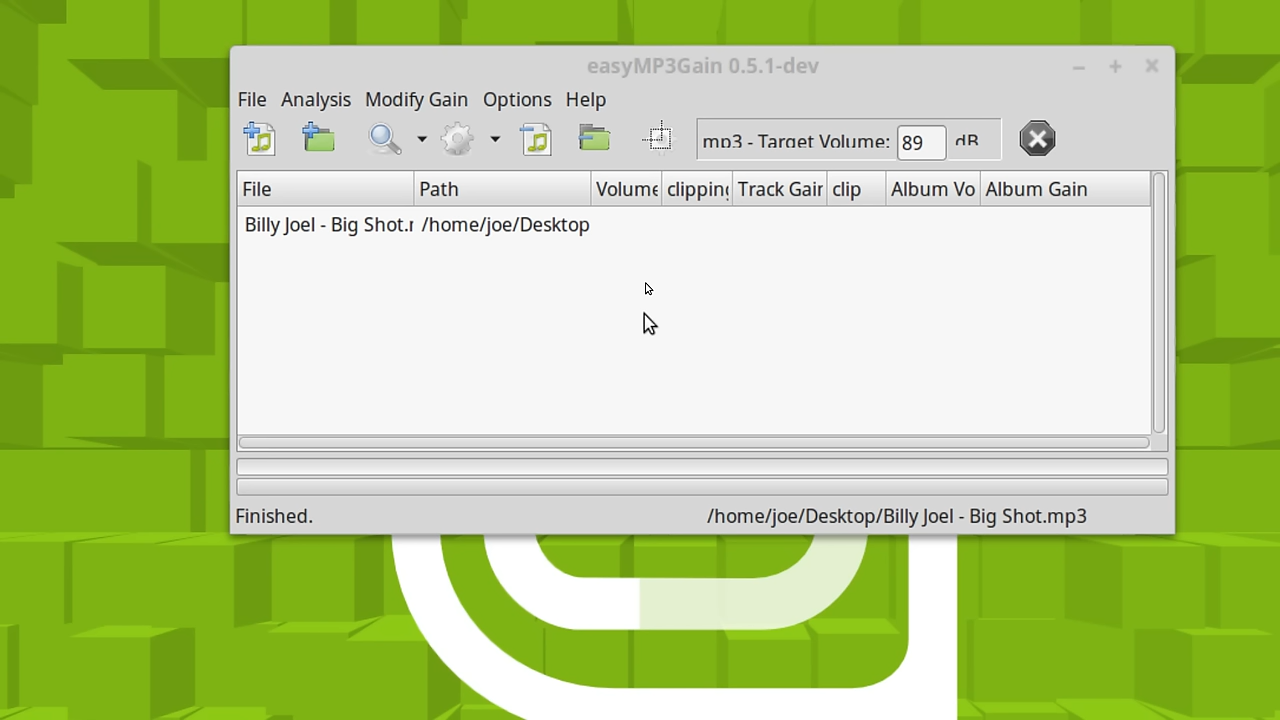 easyMP3Gain 0.5.1-dev
File Analysis Modify Gain Options Help
mp3 - Target Volume: 89 dB
File Path Volume clipping Track Gain clip Album Vo Album Gain
Billy Joel - Big Shot.r /home/joe/Desktop
Finished. /home/joe/Desktop/Billy Joel - Big Shot.mp3